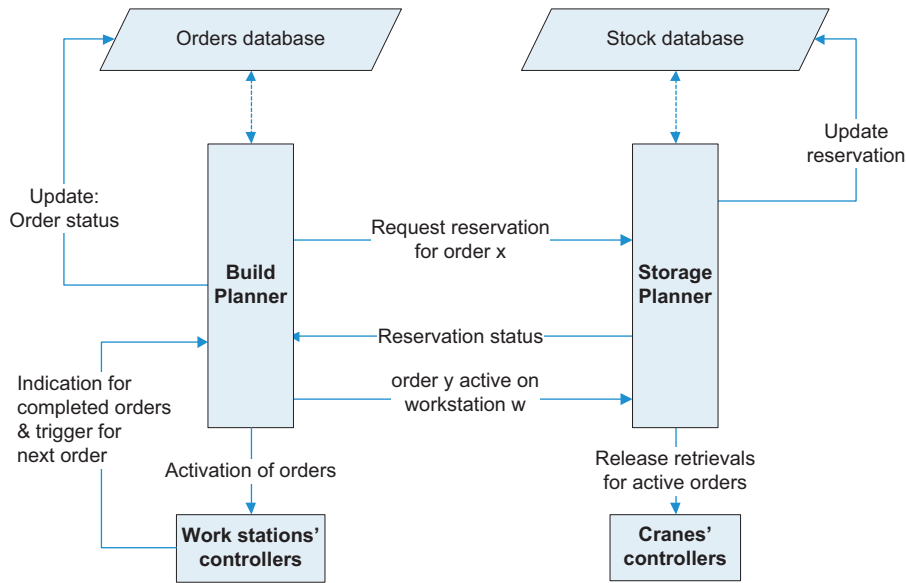 Orders database
Stock database
Update:
Order status
Update
reservation
Request reservation
for order x
Build
Planner
Storage
Planner
Reservation status
order y active on
workstation w
Indication for
completed orders
& trigger for
next order
Activation of orders
Release retrievals
for active orders
Work stations’
controllers
Cranes’
controllers